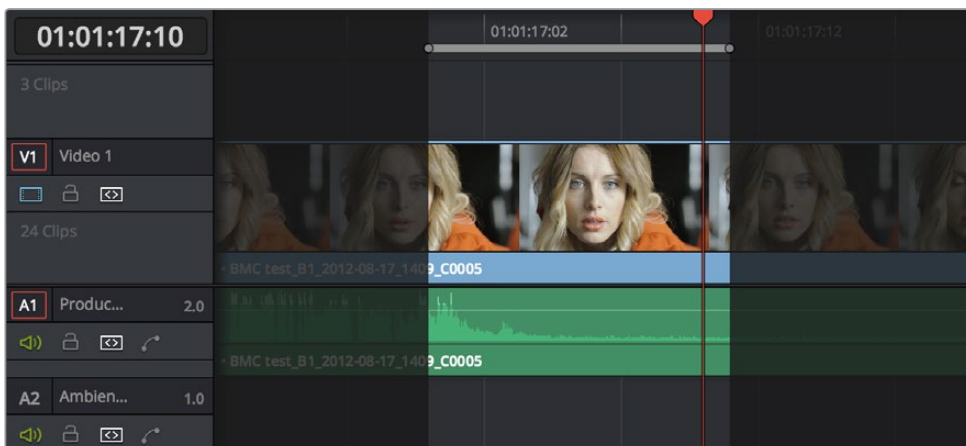 01:01:17:10
01:01:17:02
01:01:17:12
3 Clips
V1 Video 1
24 Clips
• BMC test_B1_2012-08-17_1409_C0005
A1 Produc... 2.0
• BMC test_B1_2012-08-17_1409_C0005
A2 Ambien... 1.0